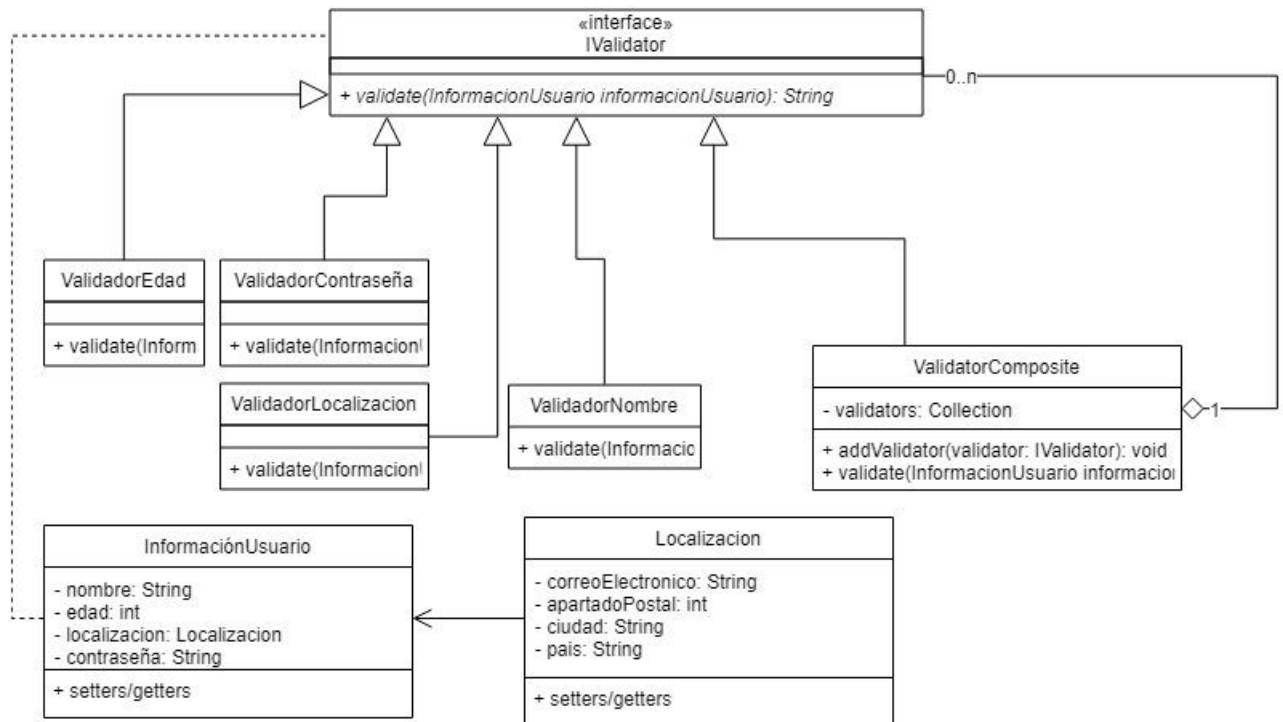 «interface»
IValidator
0..n
+ validate(InformacionUsuario informacionUsuario): String
ValidadorEdad
+ validate(Inform
ValidadorContraseña
+ validate(Informacion
ValidadorLocalizacion
+ validate(Informacion
ValidadorNombre
+ validate(Informacic
ValidatorComposite
- validators: Collection
1
+ addValidator(validator: IValidator): void
+ validate(InformacionUsuario informacion
InformaciónUsuario
- nombre: String
- edad: int
- localizacion: Localizacion
- contraseña: String
+ setters/getters
Localizacion
- correoElectronico: String
- apartadoPostal: int
- ciudad: String
- pais: String
+ setters/getters